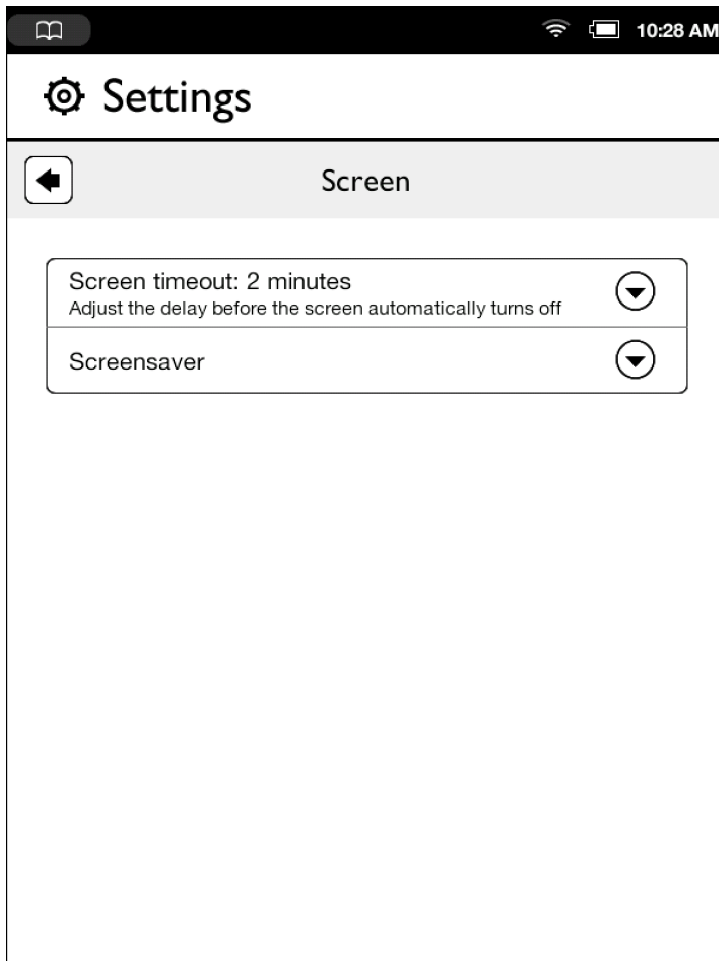 10:28 AM
Settings
Screen
Screen timeout: 2 minutes
Adjust the delay before the screen automatically turns off
Screensaver